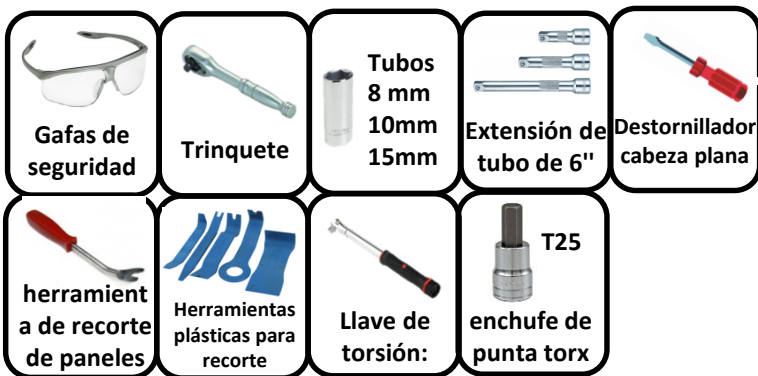 Gafas de
seguridad
Trinquete
Tubos
8 mm
10mm
15mm
Extensión de
tubo de 6''
Destornillador
cabeza plana
herramient
a de recorte
de paneles
Herramientas
plásticas para
recorte
Llave de
torsión:
T25
enchufe de
punta torx